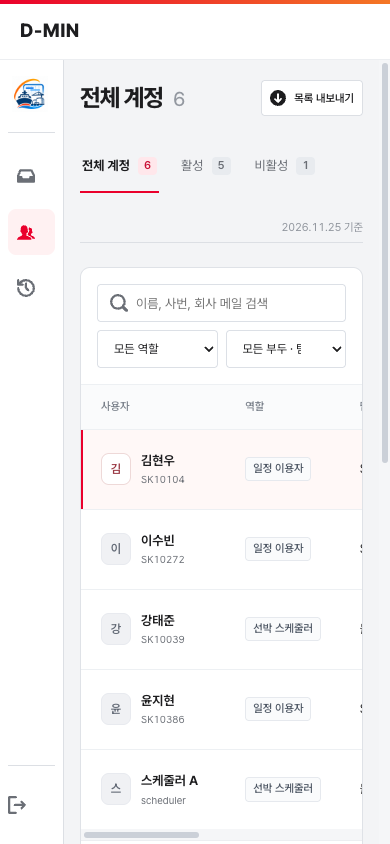 D-MIN
전체 계정 6
목록 내보내기
전체 계정 6 활성 5 비활성 1
2026.11.25 기준
이름, 사번, 회사 메일 검색
모든 역할
모든 부두 ·
사용자 역할
김 김현우 일정 이용자
SK10104
이 이수빈 일정 이용자
SK10272
강 강태준 선박 스케줄러
SK10039
윤 윤지현 일정 이용자
SK10386
스 스케줄러 A 선박 스케줄러
scheduler